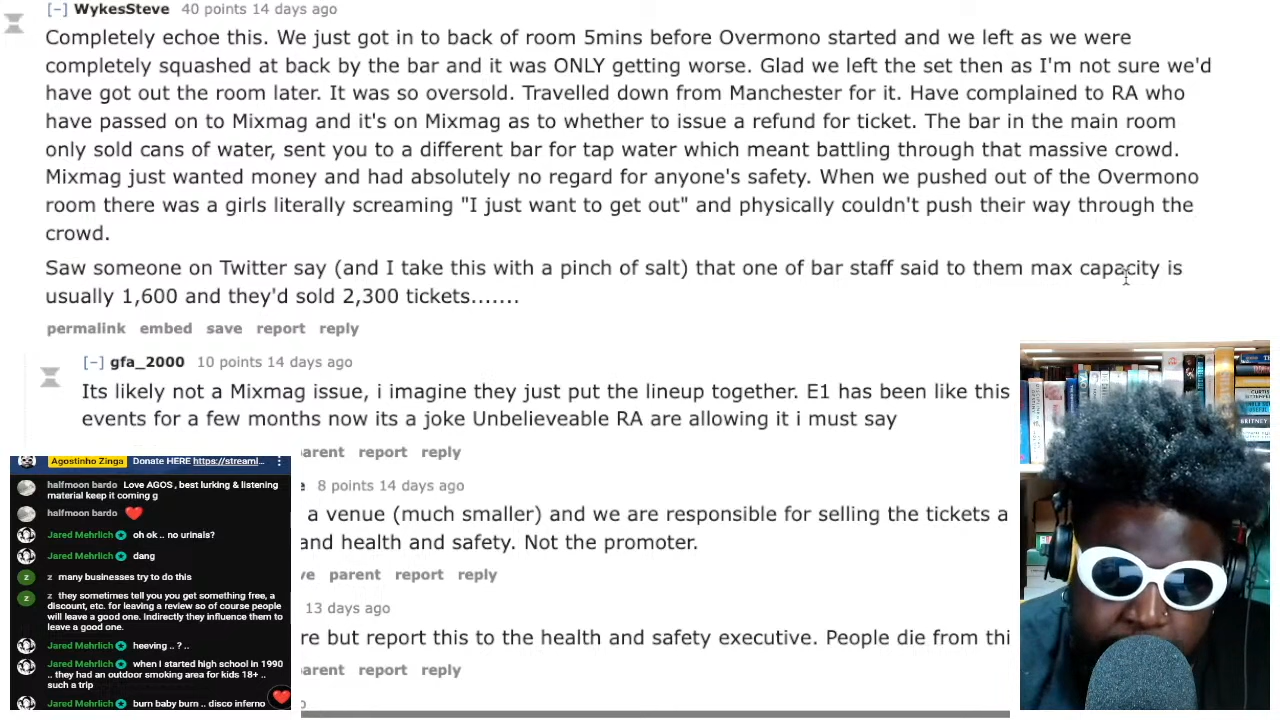 [–] WykesSteve 40 points 14 days ago
Completely echoe this. We just got in to back of room 5mins before Overmono started and we left as we were
completely squashed at back by the bar and it was ONLY getting worse. Glad we left the set then as I'm not sure we'd
have got out the room later. It was so oversold. Travelled down from Manchester for it. Have complained to RA who
have passed on to Mixmag and it's on Mixmag as to whether to issue a refund for ticket. The bar in the main room
only sold cans of water, sent you to a different bar for tap water which meant battling through that massive crowd.
Mixmag just wanted money and had absolutely no regard for anyone's safety. When we pushed out of the Overmono
room there was a girls literally screaming "I just want to get out" and physically couldn't push their way through the
crowd.
Saw someone on Twitter say (and I take this with a pinch of salt) that one of bar staff said to them max capacity is
usually 1,600 and they'd sold 2,300 tickets.......
permalink embed save report reply
[–] gfa_2000 10 points 14 days ago
Its likely not a Mixmag issue, i imagine they just put the lineup together. E1 has been like this
events for a few months now its a joke Unbelieveable RA are allowing it i must say
arent report reply
8 points 14 days ago
a venue (much smaller) and we are responsible for selling the tickets a
and health and safety. Not the promoter.
ve parent report reply
13 days ago
re but report this to the health and safety executive. People die from thi
arent report reply
Agostinho Zinga Donate HERE https://streaml...
halfmoon bardo Love AGOS , best lurking & listening
material keep it coming g
halfmoon bardo ❤️
Jared Mehrlich oh ok .. no urinals?
Jared Mehrlich dang
z many businesses try to do this
z they sometimes tell you you get something free, a
discount, etc. for leaving a review so of course people
will leave a good one. Indirectly they influence them to
leave a good one.
Jared Mehrlich heeving .. ? ..
Jared Mehrlich when I started high school in 1990
.. they had an outdoor smoking area for kids 18+ ..
such a trip
Jared Mehrlich burn baby burn .. disco inferno